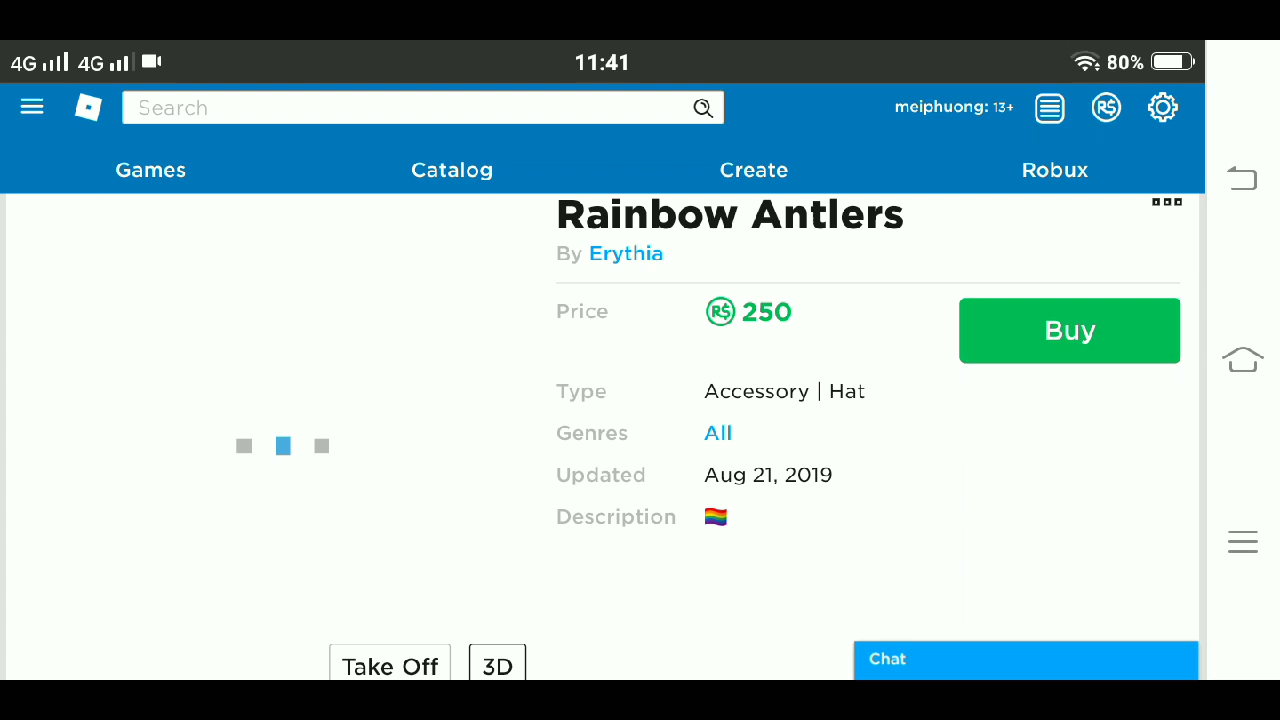 4G 4G 11:41 80%
Search meiphuong: 13+
Games Catalog Create Robux
Rainbow Antlers
By Erythia
Price R$ 250 Buy
Type Accessory | Hat
Genres All
Updated Aug 21, 2019
Description 🏳️‍🌈
Take Off 3D Chat